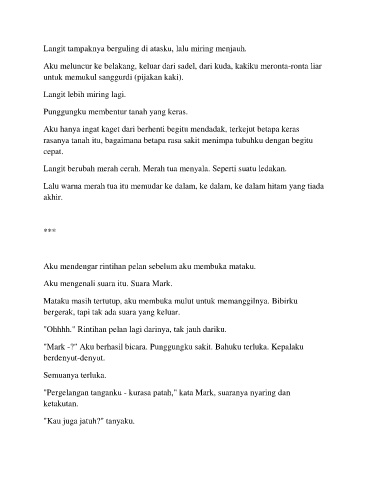 Langit tampaknya berguling di atasku, lalu miring menjauh.
Aku meluncur ke belakang, keluar dari sadel, dari kuda, kakiku meronta-ronta liar
untuk memukul sanggurdi (pijakan kaki).
Langit lebih miring lagi.
Punggungku membentur tanah yang keras.
Aku hanya ingat kaget dari berhenti begitu mendadak, terkejut betapa keras
rasanya tanah itu, bagaimana betapa rasa sakit menimpa tubuhku dengan begitu
cepat.
Langit berubah merah cerah. Merah tua menyala. Seperti suatu ledakan.
Lalu warna merah tua itu memudar ke dalam, ke dalam, ke dalam hitam yang tiada
akhir.
***
Aku mendengar rintihan pelan sebelum aku membuka mataku.
Aku mengenali suara itu. Suara Mark.
Mataku masih tertutup, aku membuka mulut untuk memanggilnya. Bibirku
bergerak, tapi tak ada suara yang keluar.
"Ohhhh." Rintihan pelan lagi darinya, tak jauh dariku.
"Mark -?" Aku berhasil bicara. Punggungku sakit. Bahuku terluka. Kepalaku
berdenyut-denyut.
Semuanya terluka.
"Pergelangan tanganku - kurasa patah," kata Mark, suaranya nyaring dan
ketakutan.
"Kau juga jatuh?" tanyaku.